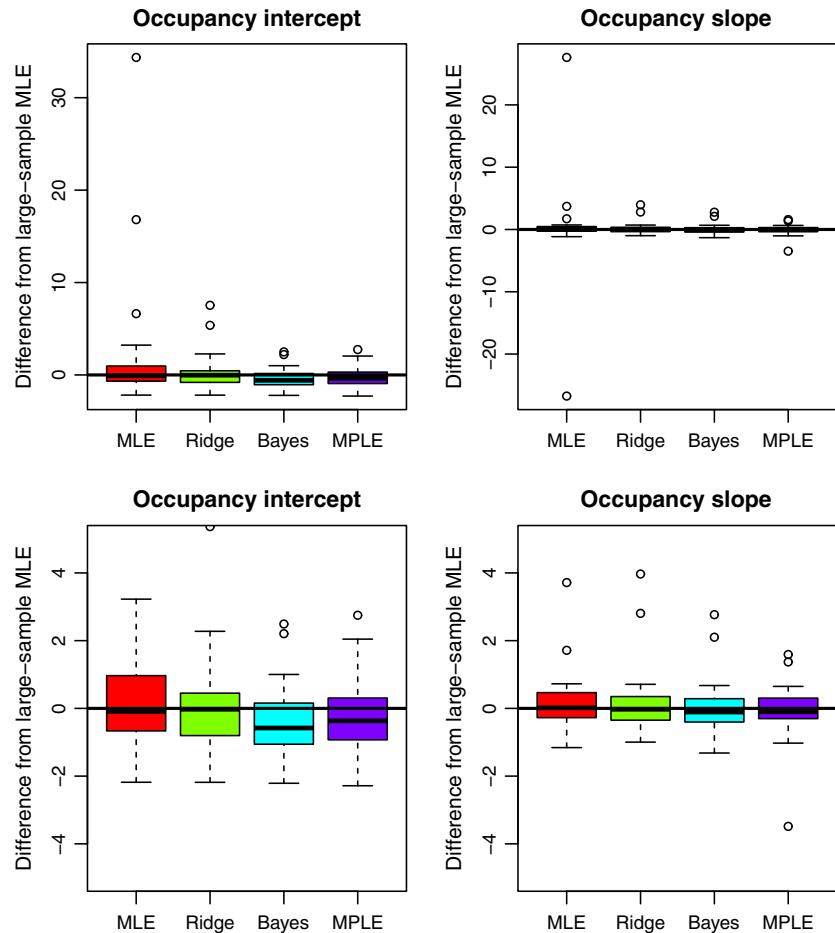 Occupancy intercept
Difference from large−sample MLE
30
20
10
0
MLE Ridge Bayes MPLE
Occupancy slope
Difference from large−sample MLE
20
10
0
−10
−20
MLE Ridge Bayes MPLE
Occupancy intercept
Difference from large−sample MLE
4
2
0
−2
−4
MLE Ridge Bayes MPLE
Occupancy slope
Difference from large−sample MLE
4
2
0
−2
−4
MLE Ridge Bayes MPLE